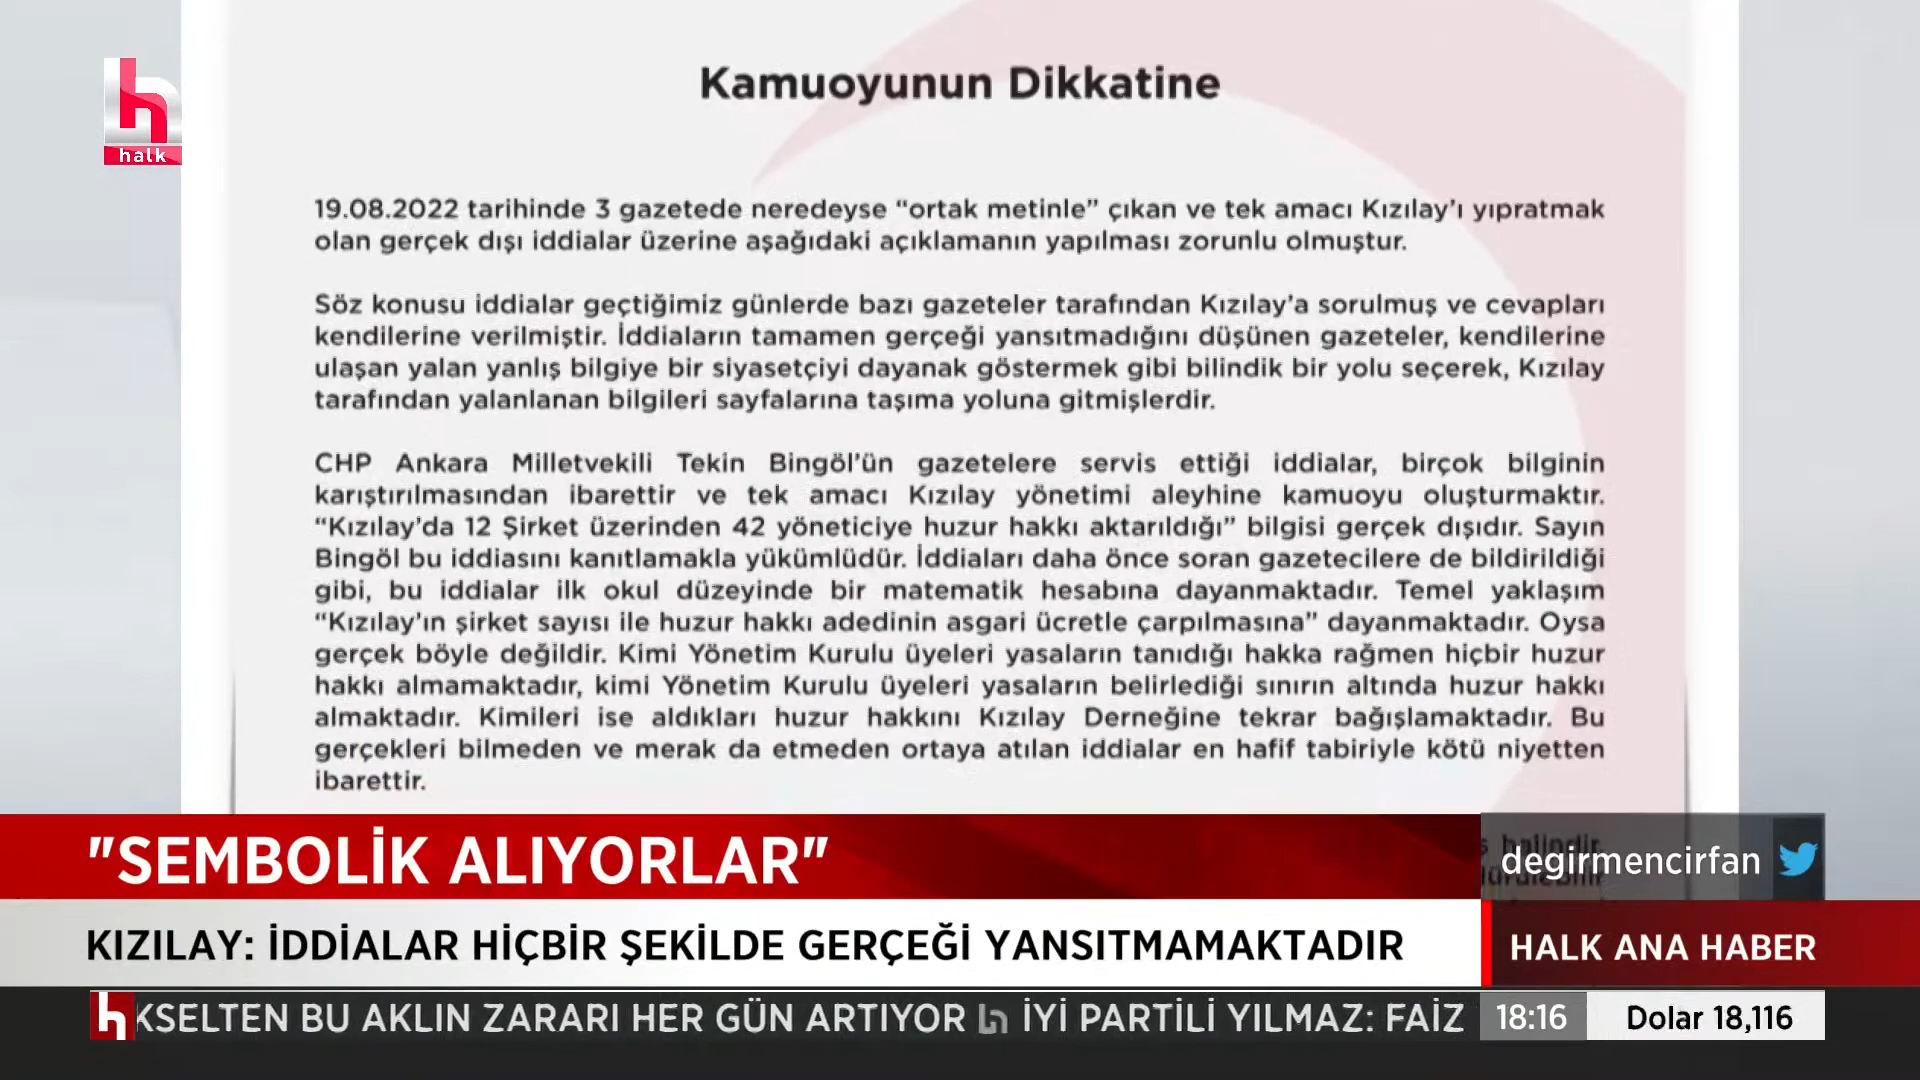 Kamuoyunun Dikkatine
halk
19.08.2022 tarihinde 3 gazetede neredeyse “ortak metinle” çıkan ve tek amacı Kızılay’ı yıpratmak
olan gerçek dışı iddialar üzerine aşağıdaki açıklamanın yapılması zorunlu olmuştur.
Söz konusu iddialar geçtiğimiz günlerde bazı gazeteler tarafından Kızılay’a sorulmuş ve cevapları
kendilerine verilmiştir. İddiaların tamamen gerçeği yansıtmadığını düşünen gazeteler, kendilerine
ulaşan yalan yanlış bilgiye bir siyasetçiyi dayanak göstermek gibi bilindik bir yolu seçerek, Kızılay
tarafından yalanlanan bilgileri sayfalarına taşıma yoluna gitmişlerdir.
CHP Ankara Milletvekili Tekin Bingöl’ün gazetelere servis ettiği iddialar, birçok bilginin
karıştırılmasından ibarettir ve tek amacı Kızılay yönetimi aleyhine kamuoyu oluşturmaktır.
“Kızılay’da 12 Şirket üzerinden 42 yöneticiye huzur hakkı aktarıldığı” bilgisi gerçek dışıdır. Sayın
Bingöl bu iddiasını kanıtlamakla yükümlüdür. İddiaları daha önce soran gazetecilere de bildirildiği
gibi, bu iddialar ilk okul düzeyinde bir matematik hesabına dayanmaktadır. Temel yaklaşım
“Kızılay’ın şirket sayısı ile huzur hakkı adedinin asgari ücretle çarpılmasına” dayanmaktadır. Oysa
gerçek böyle değildir. Kimi Yönetim Kurulu üyeleri yasaların tanıdığı hakka rağmen hiçbir huzur
hakkı almamaktadır, kimi Yönetim Kurulu üyeleri yasaların belirlediği sınırın altında huzur hakkı
almaktadır. Kimileri ise aldıkları huzur hakkını Kızılay Derneğine tekrar bağışlamaktadır. Bu
gerçekleri bilmeden ve merak da etmeden ortaya atılan iddialar en hafif tabiriyle kötü niyetten
ibarettir.
"SEMBOLİK ALIYORLAR"
degirmencirfan
KIZILAY: İDDİALAR HİÇBİR ŞEKİLDE GERÇEĞİ YANSITMAMAKTADIR
HALK ANA HABER
KSELTEN BU AKLIN ZARARI HER GÜN ARTIYOR İYİ PARTİLİ YILMAZ: FAİZ
18:16
Dolar 18,116
halk